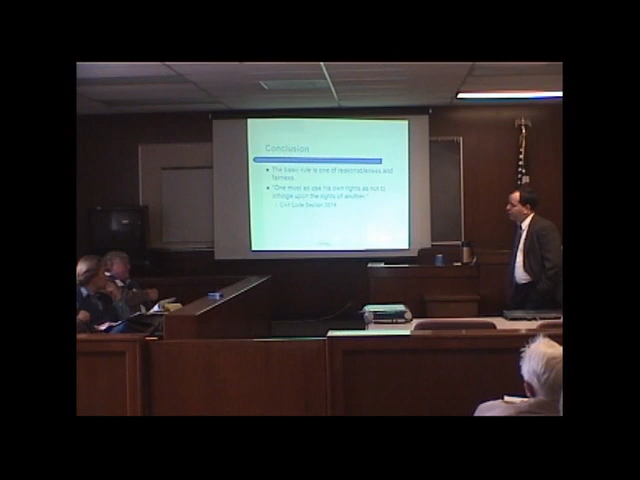 Conclusion
The basic rule is one of reasonableness and
fairness.
"One must so use his own rights as not to
infringe upon the rights of another."
Civil Code Section 3514